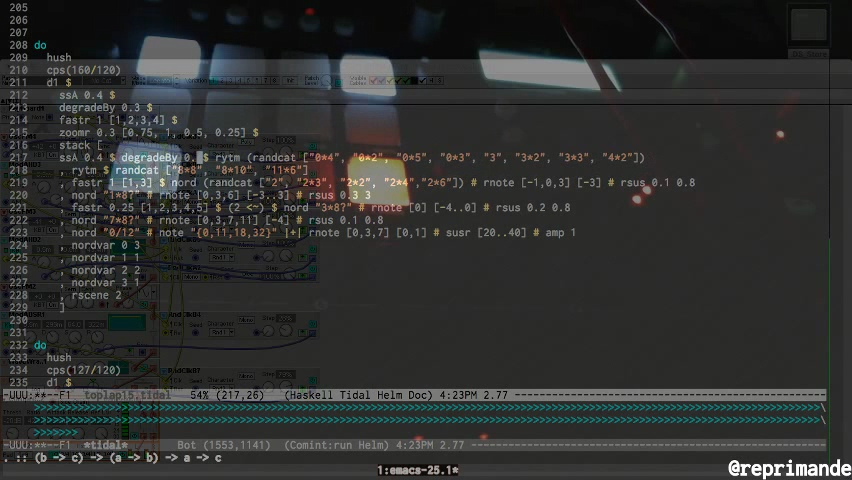 205
206
207
208 do
209 hush
210 cps(160/120)
211 d1 $
212 ssA 0.4 $
213 degradeBy 0.3 $
214 fastr 1 [1,2,3,4] $
215 zoomr 0.3 [0.75, 1, 0.5, 0.25] $
216 stack [
217 ssA 0.4 $ degradeBy 0. $ rytm (randcat ["0*4", "0*2", "0*5", "0*3", "3", "3*2", "3*3", "4*2"])
218 , rytm $ randcat ["8*8", "8*10", "11*6"]
219 , fastr 1 [1,3] $ nord (randcat ["2", "2*3", "2*2", "2*4" ,"2*6"]) # rnote [-1,0,3] [-3] # rsus 0.1 0.8
220 , nord "1*8?" # rnote [0,3,6] [-3..3] # rsus 0.3 3
221 , fastr 0.25 [1,2,3,4,5] $ (2 <~) $ nord "3*8?" # rnote [0] [-4..0] # rsus 0.2 0.8
222 , nord "7*8?" # rnote [0,3,7,11] [-4] # rsus 0.1 0.8
223 , nord "0/12" # note "{0,11,18,32}" |+| rnote [0,3,7] [0,1] # susr [20..40] # amp 1
224 , nordvar 0 3
225 , nordvar 1 1
226 , nordvar 2 2
227 , nordvar 3 1
228 , rscene 2
229 ]
230
231
232 do
233 hush
234 cps(127/120)
235 d1 $
-UUU:**--F1 toplap15.tidal 54% (217,26) (Haskell Tidal Helm Doc) 4:23PM 2.77
-UUU:**--F1 *tidal* Bot (1553,1141) (Comint:run Helm) 4:23PM 2.77
. :: (b -> c) -> (a -> b) -> a -> c
1:emacs-25.1*
@reprimande